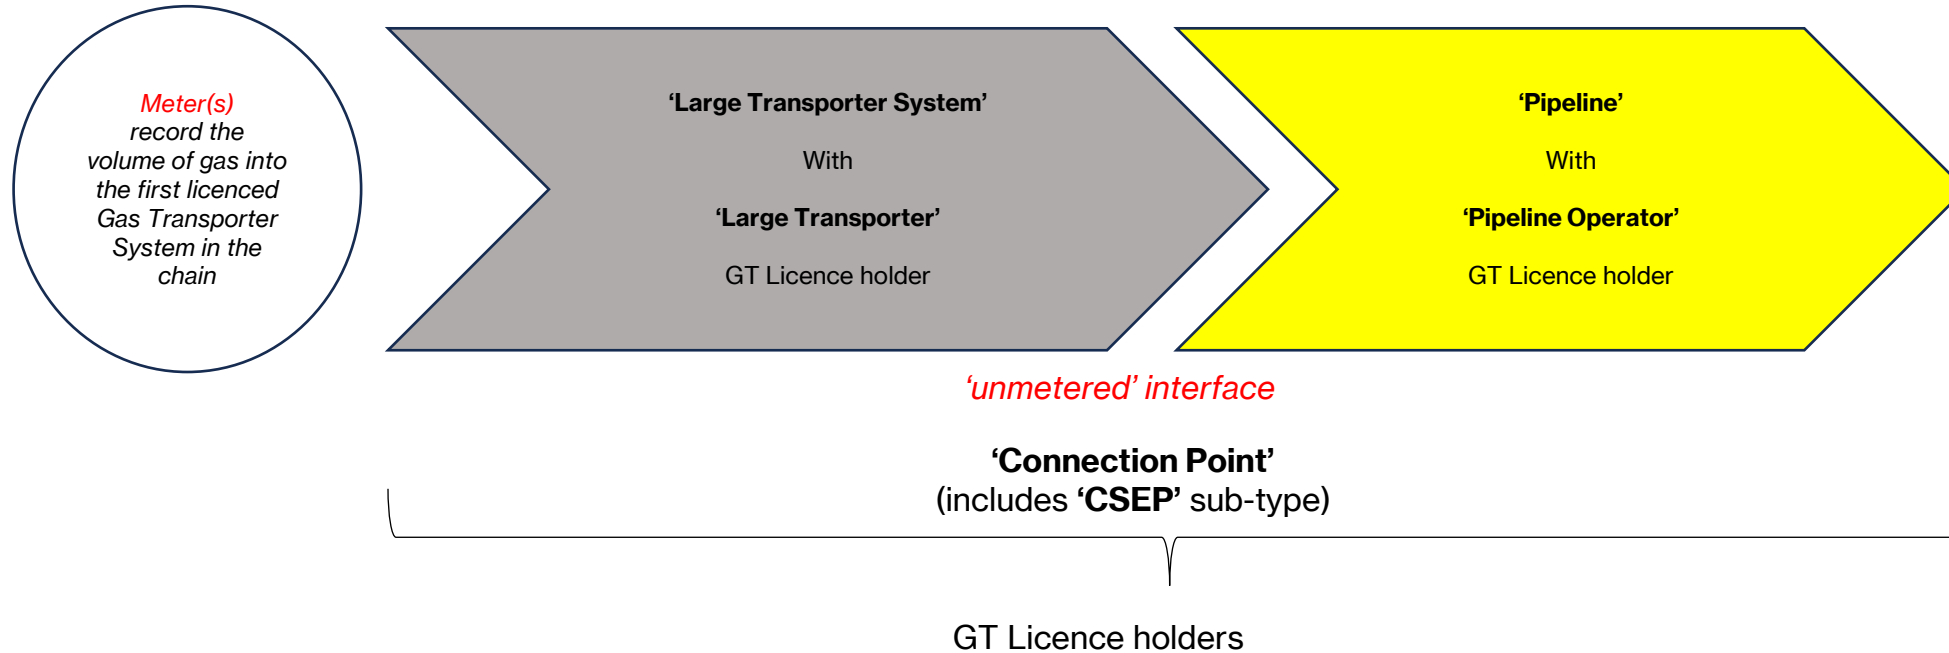 Meter(s)
record the
volume of gas into
the first licenced
Gas Transporter
System in the
chain
‘Large Transporter System’
With
‘Large Transporter’
GT Licence holder
‘Pipeline’
With
‘Pipeline Operator’
GT Licence holder
‘unmetered’ interface
‘Connection Point’
(includes ‘CSEP’ sub-type)
GT Licence holders